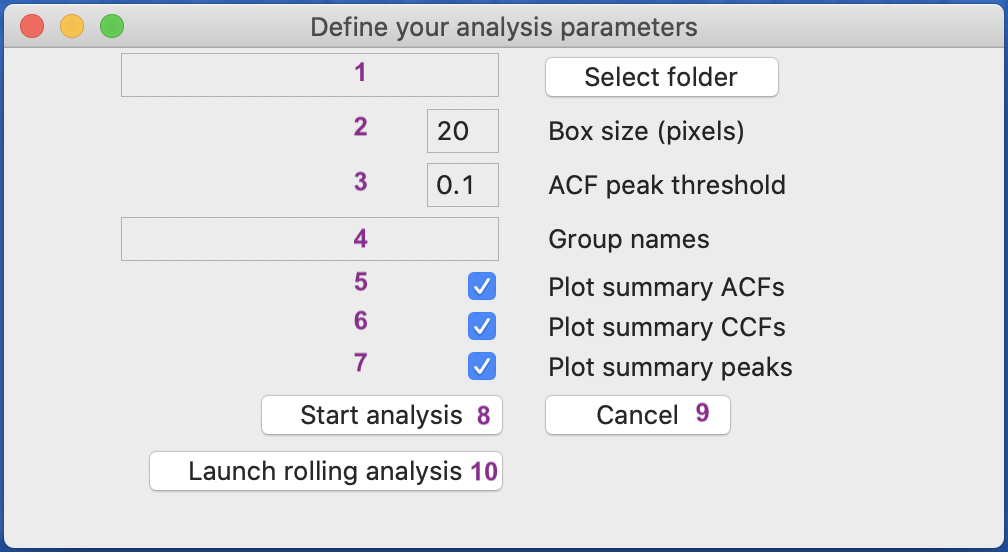 Define your analysis parameters
1 Select folder
2 20 Box size (pixels)
3 0.1 ACF peak threshold
4 Group names
5 Plot summary ACFs
6 Plot summary CCFs
7 Plot summary peaks
Start analysis 8 Cancel 9
Launch rolling analysis 10